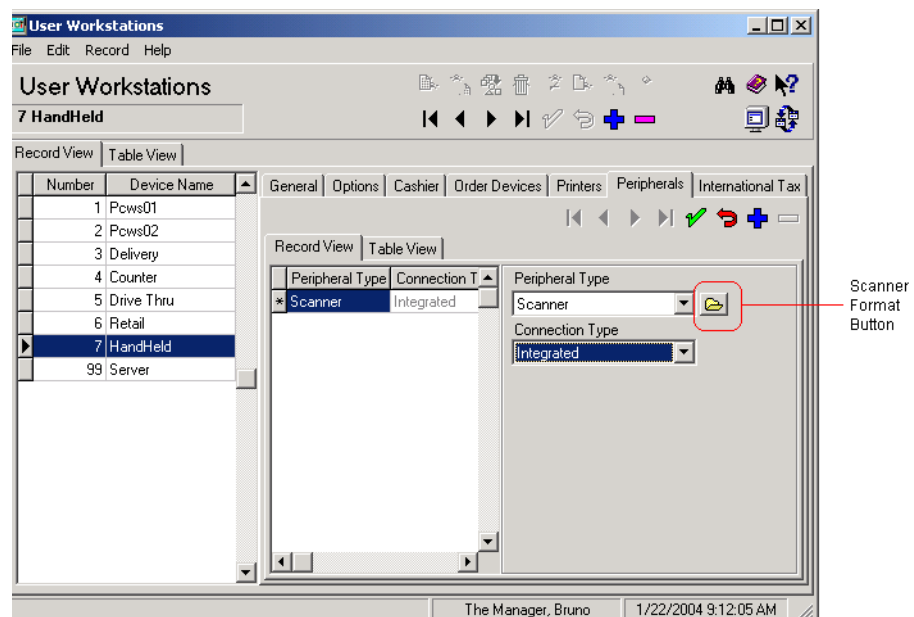 User Workstations
File Edit Record Help
User Workstations
7 HandHeld
Record View Table View
Number Device Name
1 Pcws01
2 Pcws02
3 Delivery
4 Counter
5 Drive Thru
6 Retail
7 HandHeld
99 Server
General Options Cashier Order Devices Printers Peripherals International Tax
Record View Table View
Peripheral Type Connection T
* Scanner Integrated
Peripheral Type
Scanner
Connection Type
Integrated
Scanner
Format
Button
The Manager, Bruno 1/22/2004 9:12:05 AM